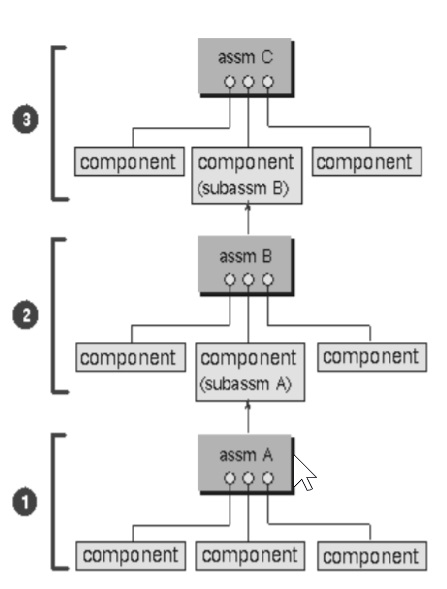 assm C
3
component
component
(subassm B)
component
assm B
2
component
component
(subassm A)
component
assm A
1
component
component
component